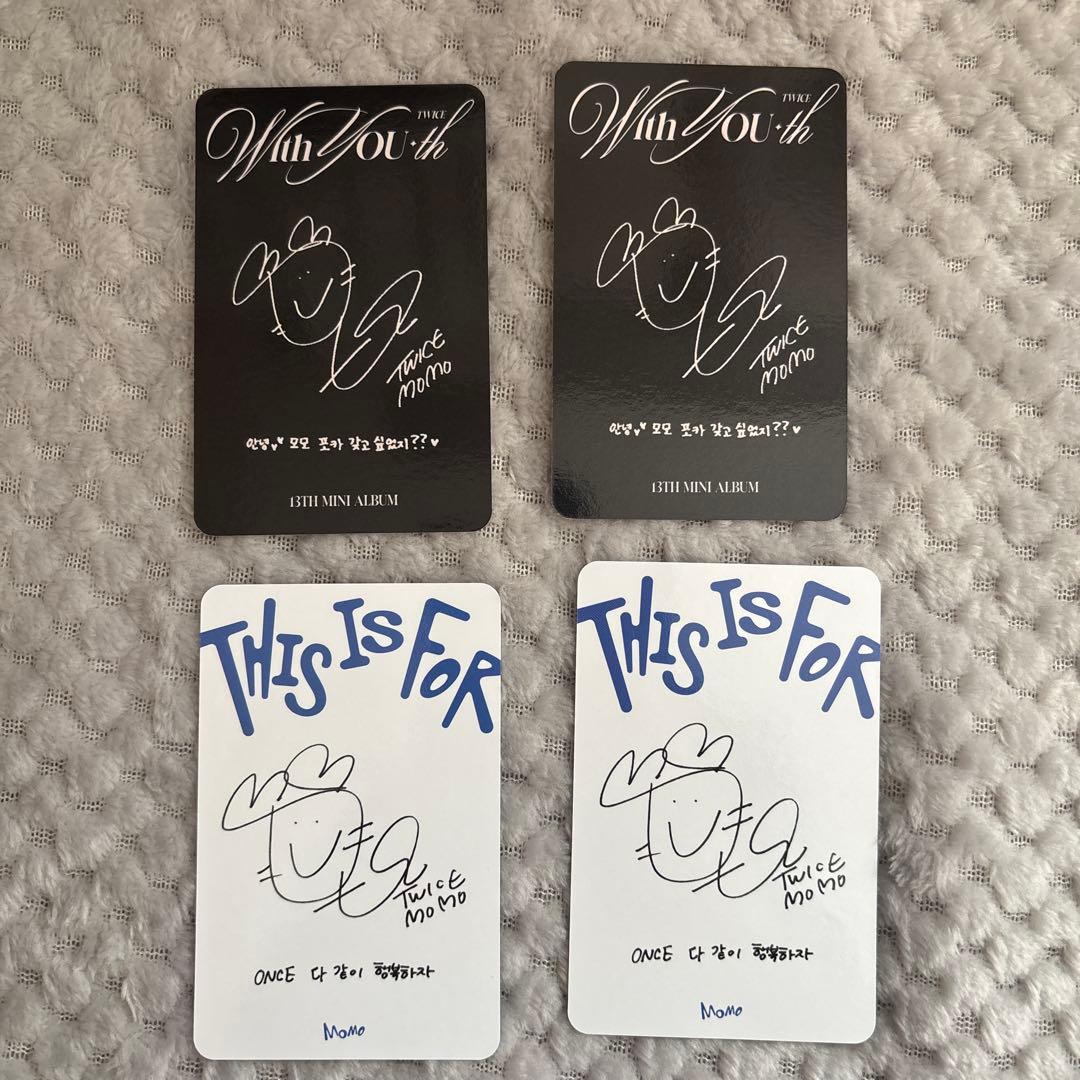 TWICE
With YOU-th
TWICE
MOMO
안녕♥♥ 모모 포카 갖고 싶었지??♥
13TH MINI ALBUM
TWICE
With YOU-th
TWICE
MOMO
안녕♥♥ 모모 포카 갖고 싶었지??♥
13TH MINI ALBUM
THIS IS FOR
TWICE
MOMO
ONCE 다 같이 행복하자
MOMO
THIS IS FOR
TWICE
MOMO
ONCE 다 같이 행복하자
MOMO